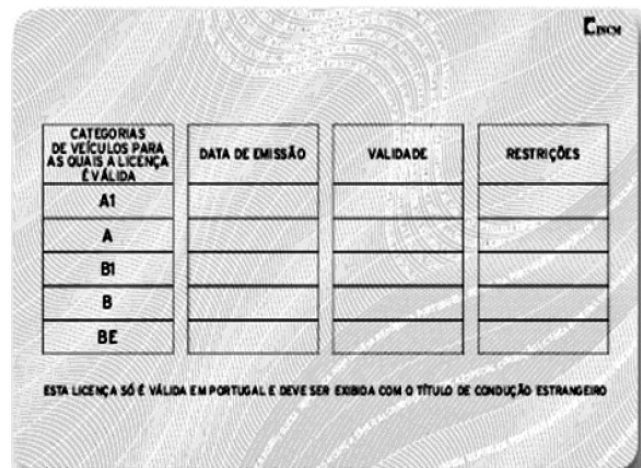 INCM
CATEGORIAS
DE VEÍCULOS PARA
AS QUAIS A LICENÇA
É VÁLIDA
DATA DE EMISSÃO
VALIDADE
RESTRIÇÕES
A1
A
B1
B
BE
ESTA LICENÇA SÓ É VÁLIDA EM PORTUGAL E DEVE SER EXIBIDA COM O TÍTULO DE CONDUÇÃO ESTRANGEIRO